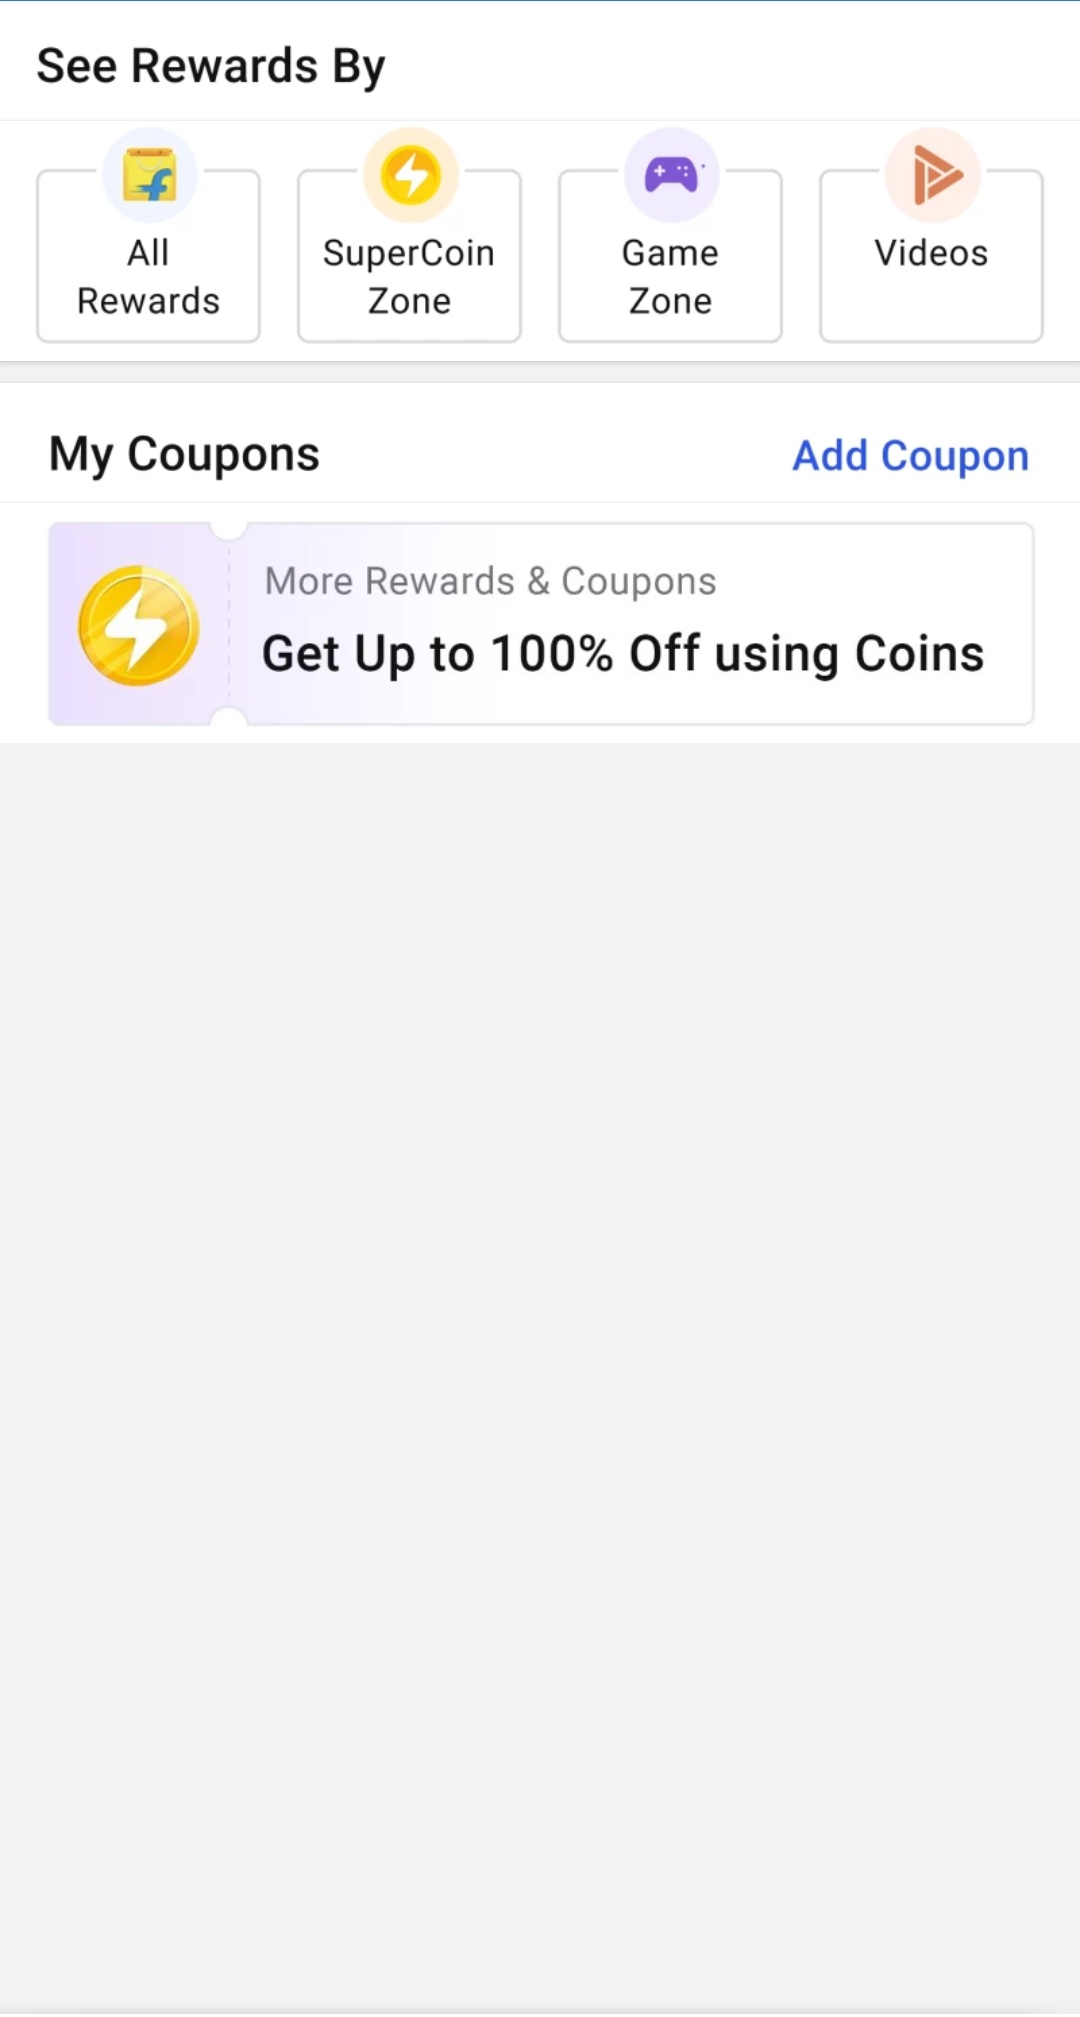 See Rewards By
All
Rewards
SuperCoin
Zone
Game
Zone
Videos
My Coupons
Add Coupon
More Rewards & Coupons
Get Up to 100% Off using Coins